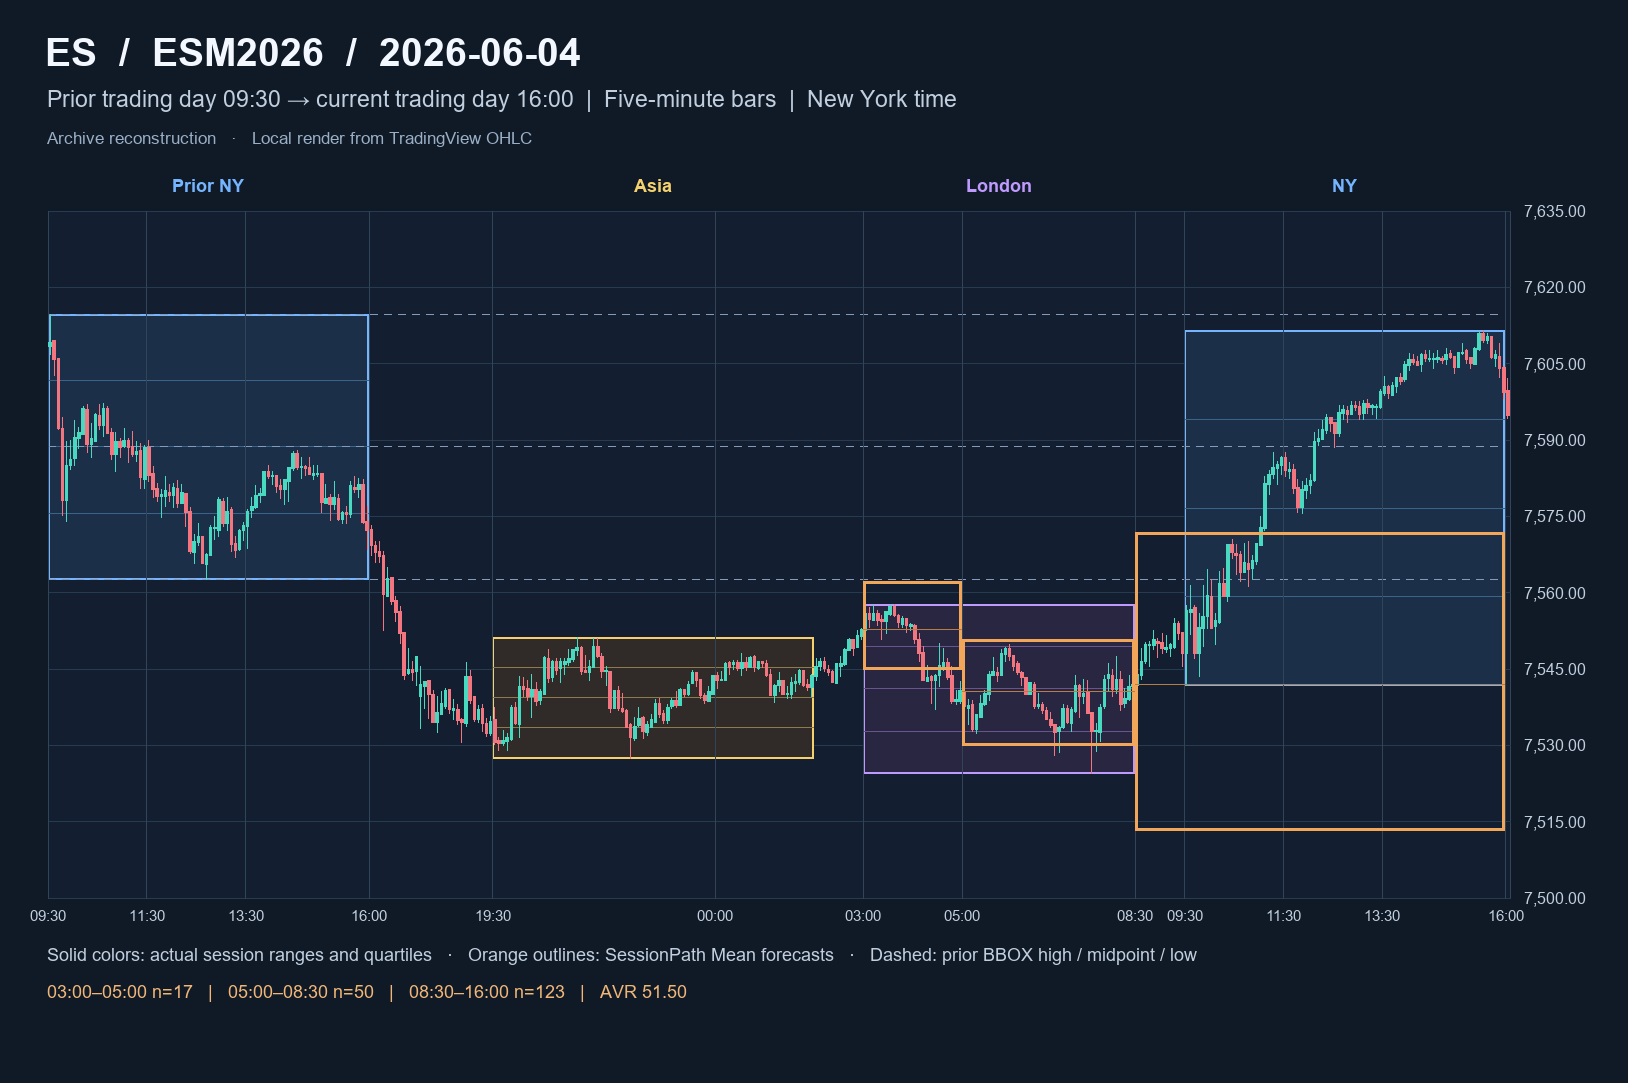 ES / ESM2026 / 2026-06-04
Prior trading day 09:30 → current trading day 16:00 | Five-minute bars | New York time
Archive reconstruction · Local render from TradingView OHLC
Prior NY Asia London NY
7,635.00
7,620.00
7,605.00
7,590.00
7,575.00
7,560.00
7,545.00
7,530.00
7,515.00
7,500.00
09:30 11:30 13:30 16:00 19:30 00:00 03:00 05:00 08:30 09:30 11:30 13:30 16:00
Solid colors: actual session ranges and quartiles · Orange outlines: SessionPath Mean forecasts · Dashed: prior BBOX high / midpoint / low
03:00–05:00 n=17 | 05:00–08:30 n=50 | 08:30–16:00 n=123 | AVR 51.50